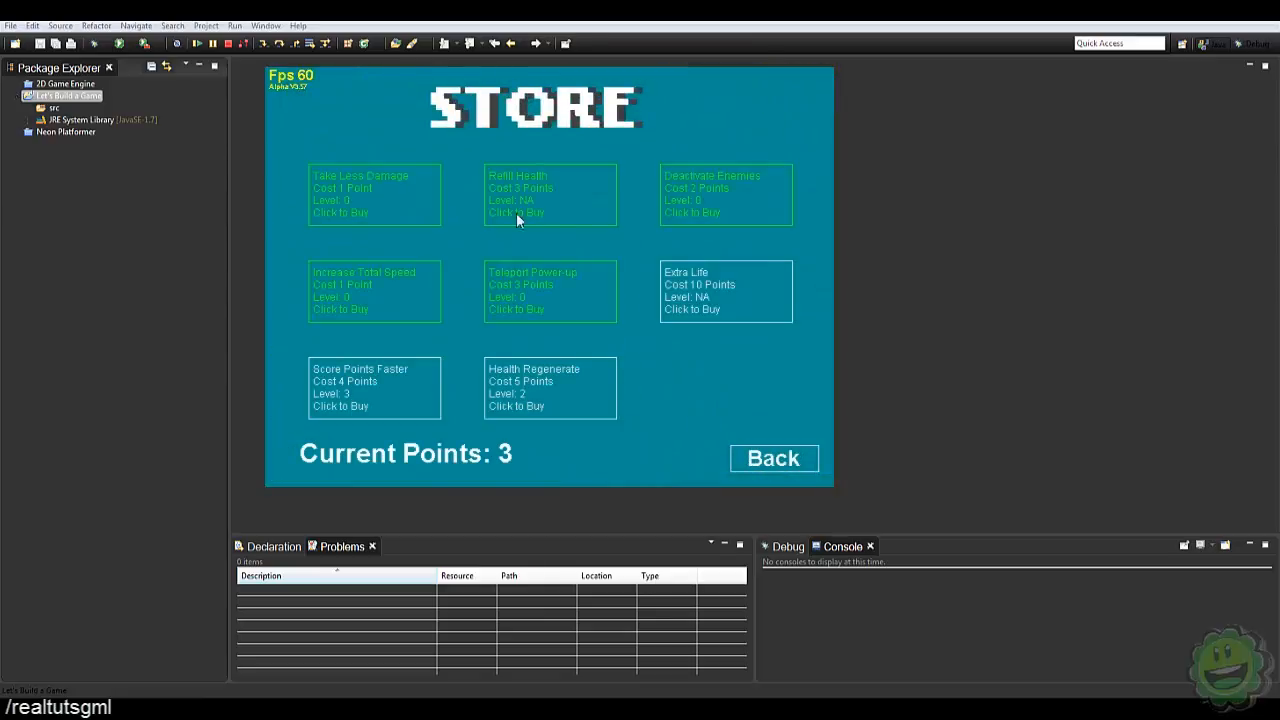 File Edit Source Refactor Navigate Search Project Run Window Help
Quick Access
Debug
Package Explorer
2D Game Engine
Let's Build a Game
src
JRE System Library [JavaSE-1.7]
Neon Platformer
Fps 60
Alpha V3.57
STORE
Take Less Damage
Cost 1 Point
Level: 0
Click to Buy
Refill Health
Cost 3 Points
Level: NA
Click to Buy
Deactivate Enemies
Cost 2 Points
Level: 0
Click to Buy
Increase Total Speed
Cost 1 Point
Level: 0
Click to Buy
Teleport Power-up
Cost 3 Points
Level: 0
Click to Buy
Extra Life
Cost 10 Points
Level: NA
Click to Buy
Score Points Faster
Cost 4 Points
Level: 3
Click to Buy
Health Regenerate
Cost 5 Points
Level: 2
Click to Buy
Current Points: 3
Back
Declaration Problems
0 items
Description Resource Path Location Type
Debug Console
No consoles to display at this time.
Let's Build a Game
/realtutsgml